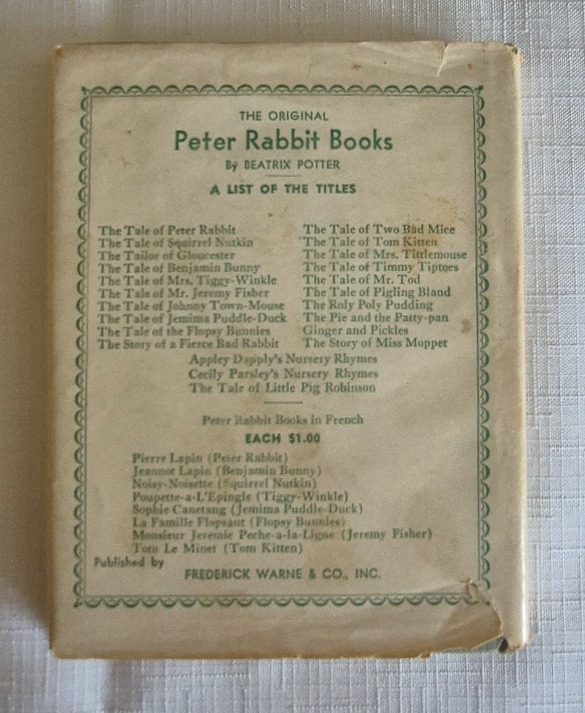 THE ORIGINAL
Peter Rabbit Books
By BEATRIX POTTER
A LIST OF THE TITLES
The Tale of Peter Rabbit
The Tale of Squirrel Nutkin
The Tailor of Gloucester
The Tale of Benjamin Bunny
The Tale of Mrs. Tiggy-Winkle
The Tale of Mr. Jeremy Fisher
The Tale of Johnny Town-Mouse
The Tale of Jemima Puddle-Duck
The Tale of the Flopsy Bunnies
The Story of a Fierce Bad Rabbit
The Tale of Two Bad Mice
The Tale of Tom Kitten
The Tale of Mrs. Tittlemouse
The Tale of Timmy Tiptoes
The Tale of Mr. Tod
The Tale of Pigling Bland
The Roly Poly Pudding
The Pie and the Patty-pan
Ginger and Pickles
The Story of Miss Moppet
Appley Dapply's Nursery Rhymes
Cecily Parsley's Nursery Rhymes
The Tale of Little Pig Robinson
Peter Rabbit Books in French
EACH $1.00
Pierre Lapin (Peter Rabbit)
Jeannot Lapin (Benjamin Bunny)
Noisy-Noisette (Squirrel Nutkin)
Poupette-a-L'Epingle (Tiggy-Winkle)
Sophie Canetang (Jemima Puddle-Duck)
La Famille Flopsaut (Flopsy Bunnies)
Monsieur Jeremie Peche-a-la-Ligne (Jeremy Fisher)
Toto Le Minet (Tom Kitten)
Published by
FREDERICK WARNE & CO., INC.